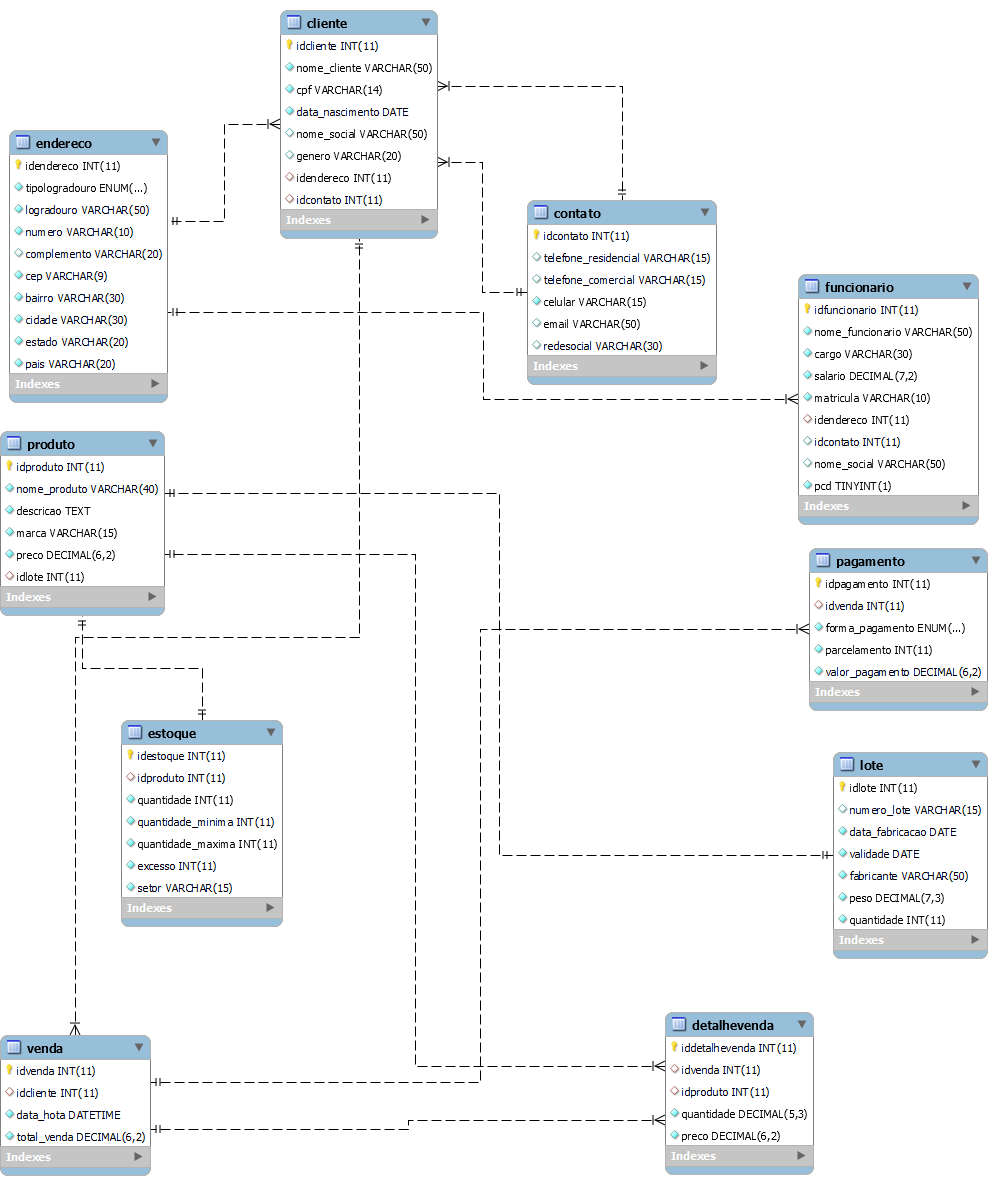 cliente
idcliente INT(11)
nome_cliente VARCHAR(50)
cpf VARCHAR(14)
data_nascimento DATE
nome_social VARCHAR(50)
genero VARCHAR(20)
idendereco INT(11)
idcontato INT(11)
Indexes
endereco
idendereco INT(11)
tipologradouro ENUM(...)
logradouro VARCHAR(50)
numero VARCHAR(10)
complemento VARCHAR(20)
cep VARCHAR(9)
bairro VARCHAR(30)
cidade VARCHAR(30)
estado VARCHAR(20)
pais VARCHAR(20)
Indexes
contato
idcontato INT(11)
telefone_residencial VARCHAR(15)
telefone_comercial VARCHAR(15)
celular VARCHAR(15)
email VARCHAR(50)
redesocial VARCHAR(30)
Indexes
funcionario
idfuncionario INT(11)
nome_funcionario VARCHAR(50)
cargo VARCHAR(30)
salario DECIMAL(7,2)
matricula VARCHAR(10)
idendereco INT(11)
idcontato INT(11)
nome_social VARCHAR(50)
pcd TINYINT(1)
Indexes
produto
idproduto INT(11)
nome_produto VARCHAR(40)
descricao TEXT
marca VARCHAR(15)
preco DECIMAL(6,2)
idlote INT(11)
Indexes
pagamento
idpagamento INT(11)
idvenda INT(11)
forma_pagamento ENUM(...)
parcelamento INT(11)
valor_pagamento DECIMAL(6,2)
Indexes
estoque
idestoque INT(11)
idproduto INT(11)
quantidade INT(11)
quantidade_minima INT(11)
quantidade_maxima INT(11)
excesso INT(11)
setor VARCHAR(15)
Indexes
lote
idlote INT(11)
numero_lote VARCHAR(15)
data_fabricacao DATE
validade DATE
fabricante VARCHAR(50)
peso DECIMAL(7,3)
quantidade INT(11)
Indexes
venda
idvenda INT(11)
idcliente INT(11)
data_hota DATETIME
total_venda DECIMAL(6,2)
Indexes
detalhevenda
iddetalhevenda INT(11)
idvenda INT(11)
idproduto INT(11)
quantidade DECIMAL(5,3)
preco DECIMAL(6,2)
Indexes